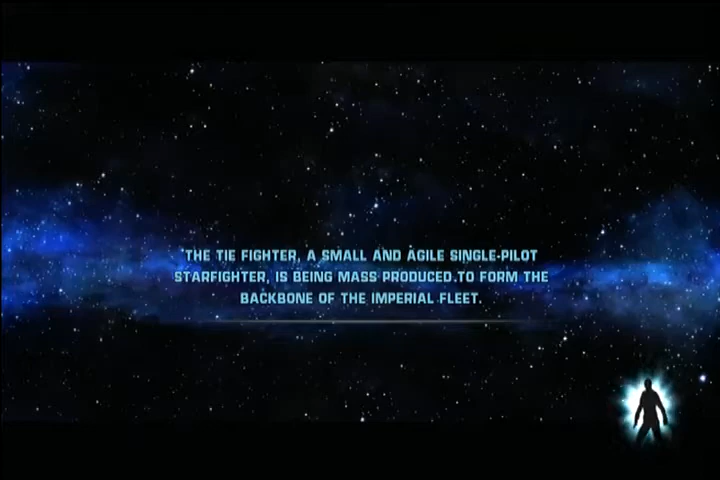 THE TIE FIGHTER, A SMALL AND AGILE SINGLE-PILOT
STARFIGHTER, IS BEING MASS PRODUCED TO FORM THE
BACKBONE OF THE IMPERIAL FLEET.